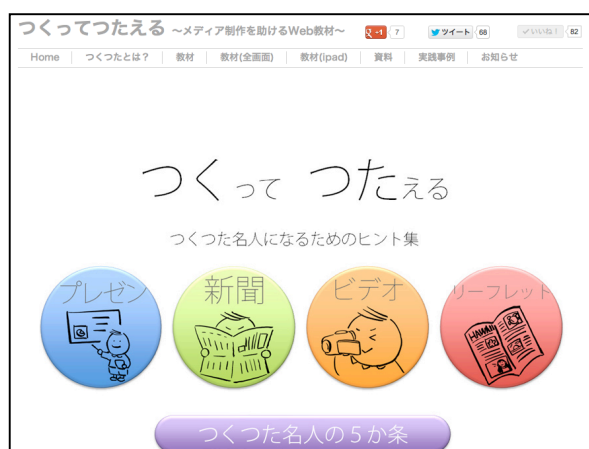 つくってつたえる ～メディア制作を助けるWeb教材～ g +1 7 ツイート 68 いいね！ 82
Home つくつたとは？ 教材 教材(全画面) 教材(ipad) 資料 実践事例 お知らせ
つくって つたえる
つくつた名人になるためのヒント集
プレゼン 新聞 ビデオ リーフレット
HAWAII
つくつた名人の5か条